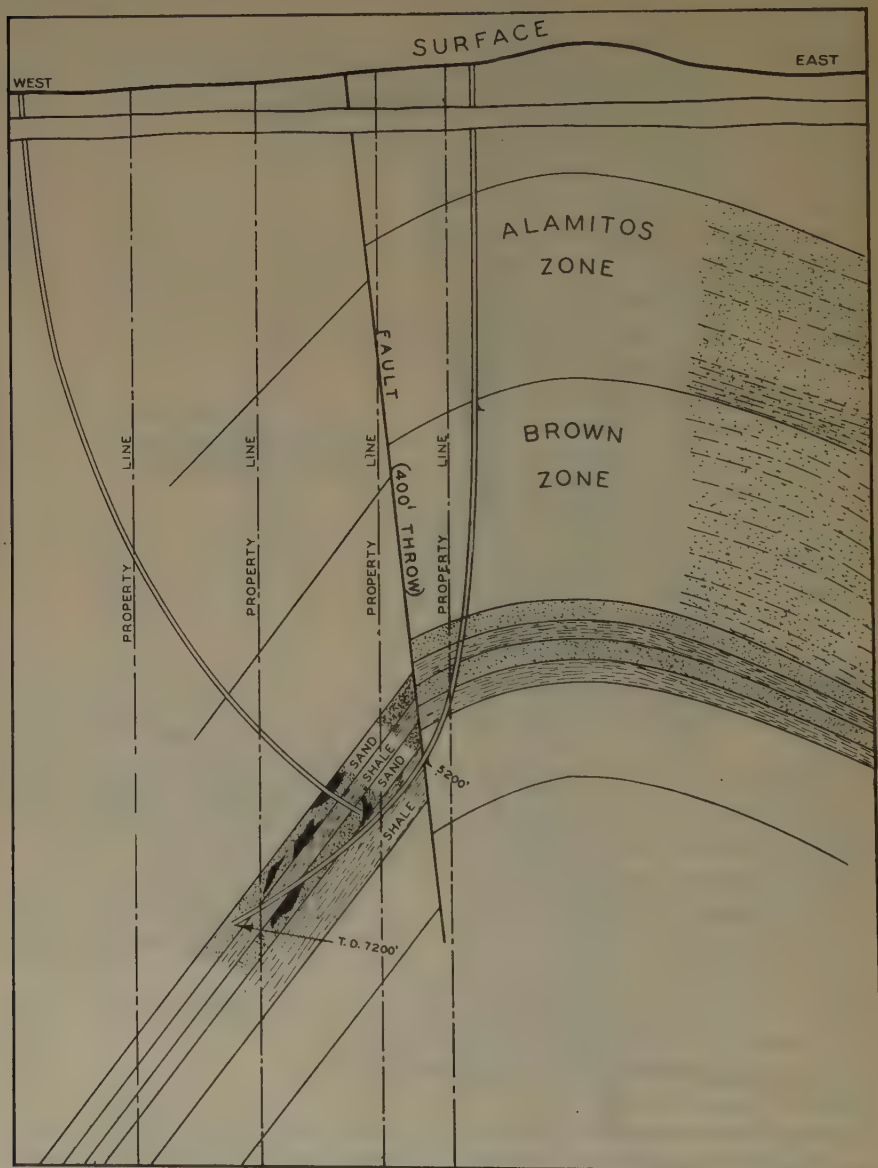 SURFACE
WEST
EAST
ALAMITOS
ZONE
FAULT
(400' THROW)
BROWN
ZONE
PROPERTY LINE
PROPERTY LINE
PROPERTY LINE
PROPERTY LINE
SAND
SHALE
SAND
SHALE
5200'
T.D. 7200'